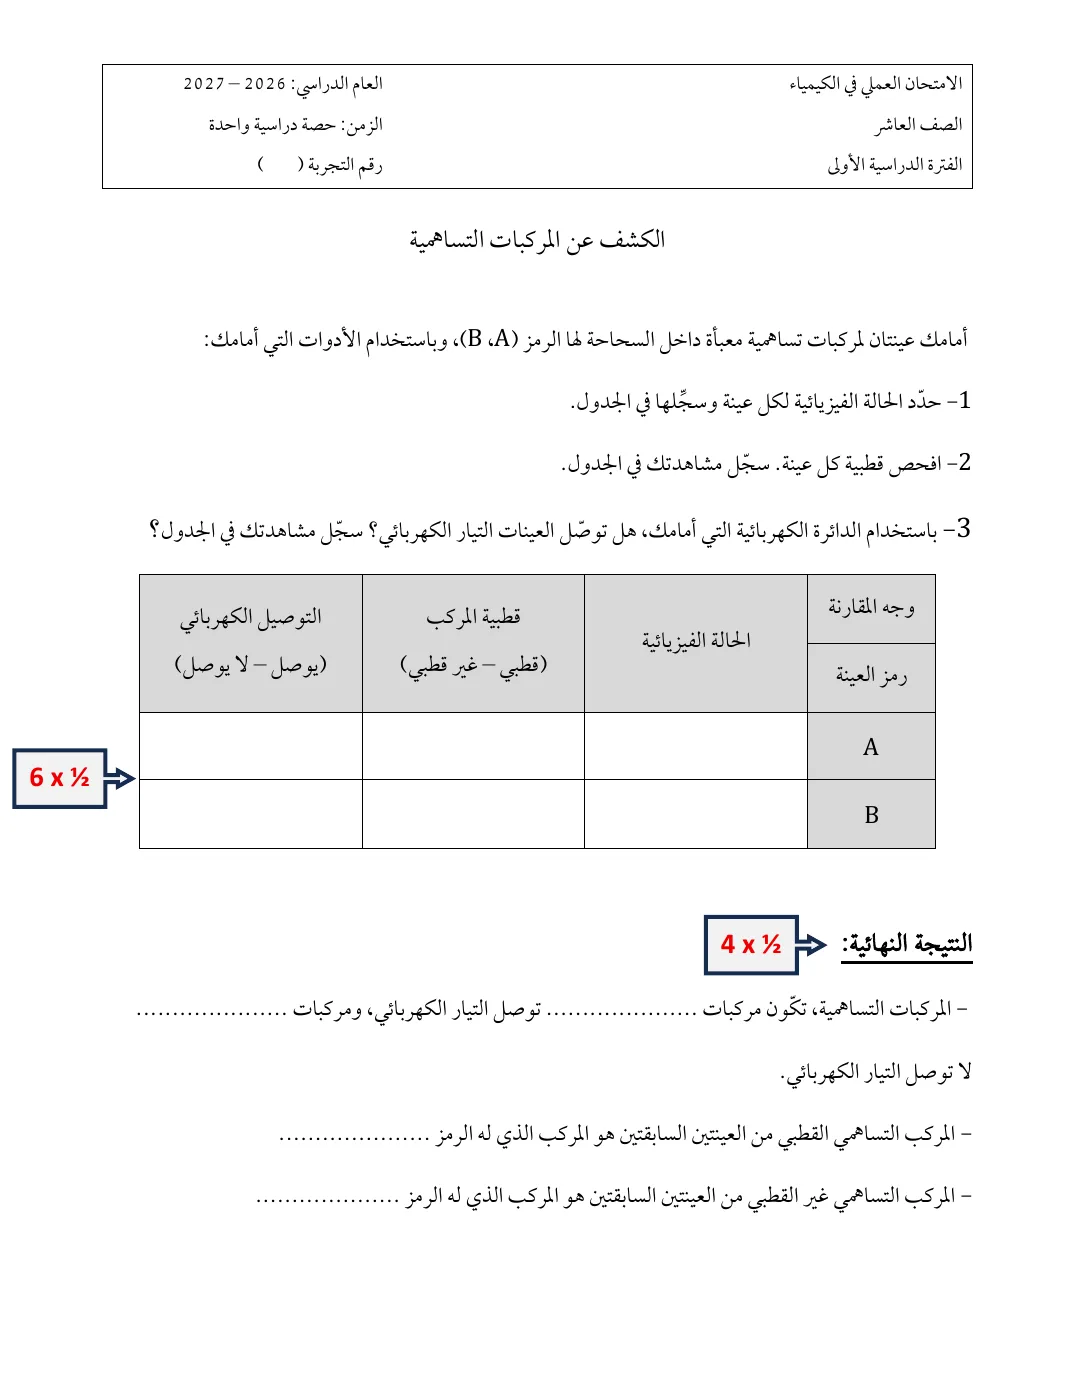 الامتحان العملي في الكيمياء
العام الدراسي: 2026 – 2027
الصف العاشر
الزمن: حصة دراسية واحدة
الفترة الدراسية الأولى
رقم التجربة ( )
الكشف عن المركبات التساهمية
أمامك عينتان لمركبات تساهمية معبأة داخل السحاحة لها الرمز (B ،A)، وباستخدام الأدوات التي أمامك:
1- حدّد الحالة الفيزيائية لكل عينة وسجِّلها في الجدول.
2- افحص قطبية كل عينة. سجّل مشاهدتك في الجدول.
3- باستخدام الدائرة الكهربائية التي أمامك، هل توصّل العينات التيار الكهربائي؟ سجّل مشاهدتك في الجدول؟
وجه المقارنة
رمز العينة
الحالة الفيزيائية
قطبية المركب
(قطبي – غير قطبي)
التوصيل الكهربائي
(يوصل – لا يوصل)
A
B
6 x ½
النتيجة النهائية:
4 x ½
- المركبات التساهمية، تكّون مركبات ..................... توصل التيار الكهربائي، ومركبات .....................
لا توصل التيار الكهربائي.
- المركب التساهمي القطبي من العينتين السابقتين هو المركب الذي له الرمز .....................
- المركب التساهمي غير القطبي من العينتين السابقتين هو المركب الذي له الرمز ....................